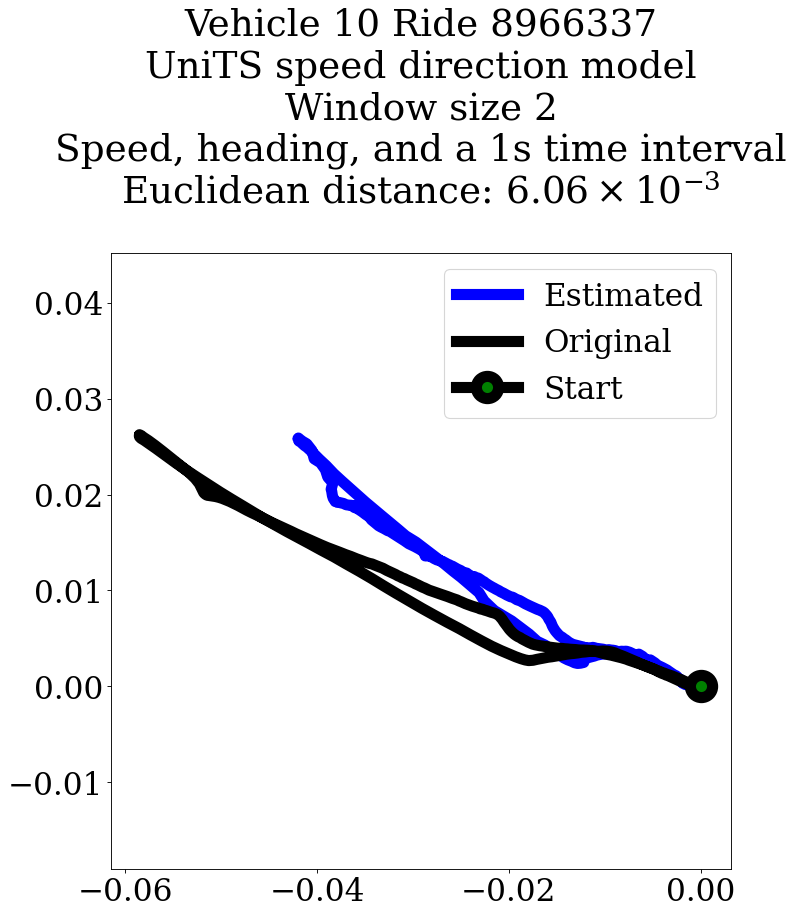 Vehicle 10 Ride 8966337
UniTS speed direction model
Window size 2
Speed, heading, and a 1s time interval
Euclidean distance: 6.06 × 10⁻³
Estimated
Original
Start
0.04
0.03
0.02
0.01
0.00
−0.01
−0.06
−0.04
−0.02
0.00